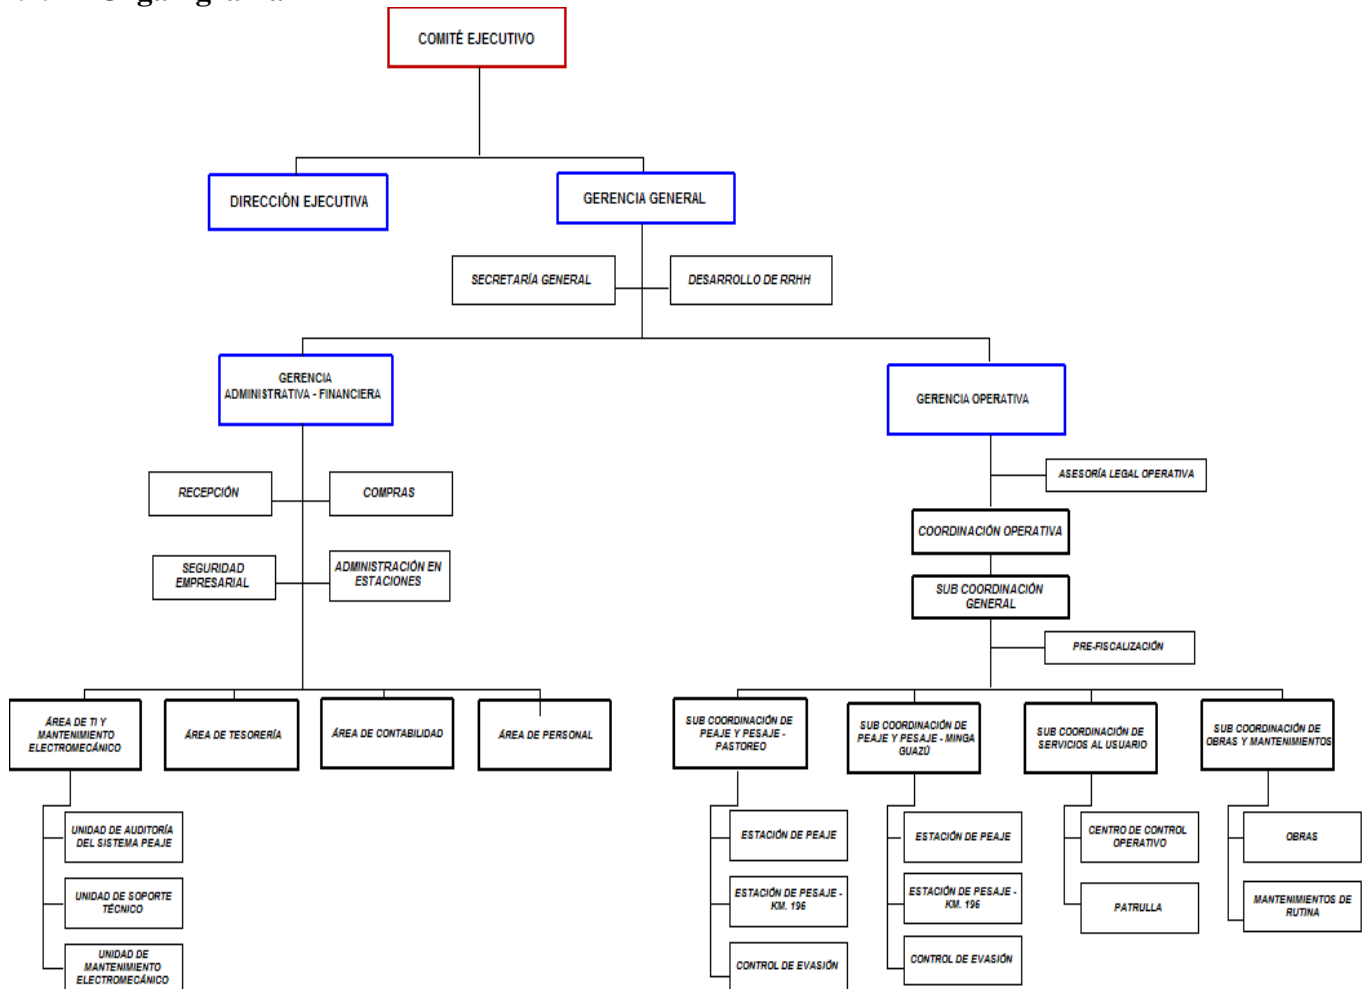 COMITÉ EJECUTIVO
DIRECCIÓN EJECUTIVA
GERENCIA GENERAL
SECRETARÍA GENERAL
DESARROLLO DE RRHH
GERENCIA
ADMINISTRATIVA - FINANCIERA
GERENCIA OPERATIVA
RECEPCIÓN
COMPRAS
ASESORÍA LEGAL OPERATIVA
COORDINACIÓN OPERATIVA
SEGURIDAD
EMPRESARIAL
ADMINISTRACIÓN EN
ESTACIONES
SUB COORDINACIÓN
GENERAL
PRE-FISCALIZACIÓN
ÁREA DE TI Y
MANTENIMIENTO
ELECTROMECÁNICO
ÁREA DE TESORERÍA
ÁREA DE CONTABILIDAD
ÁREA DE PERSONAL
SUB COORDINACIÓN DE
PEAJE Y PESAJE -
PASTOREO
SUB COORDINACIÓN DE
PEAJE Y PESAJE - MINGA
GUAZÚ
SUB COORDINACIÓN DE
SERVICIOS AL USUARIO
SUB COORDINACIÓN DE
OBRAS Y MANTENIMIENTOS
UNIDAD DE AUDITORÍA
DEL SISTEMA PEAJE
UNIDAD DE SOPORTE
TÉCNICO
UNIDAD DE
MANTENIMIENTO
ELECTROMECÁNICO
ESTACIÓN DE PEAJE
ESTACIÓN DE PESAJE -
KM. 196
CONTROL DE EVASIÓN
ESTACIÓN DE PEAJE
ESTACIÓN DE PESAJE -
KM. 196
CONTROL DE EVASIÓN
CENTRO DE CONTROL
OPERATIVO
PATRULLA
OBRAS
MANTENIMIENTOS DE
RUTINA